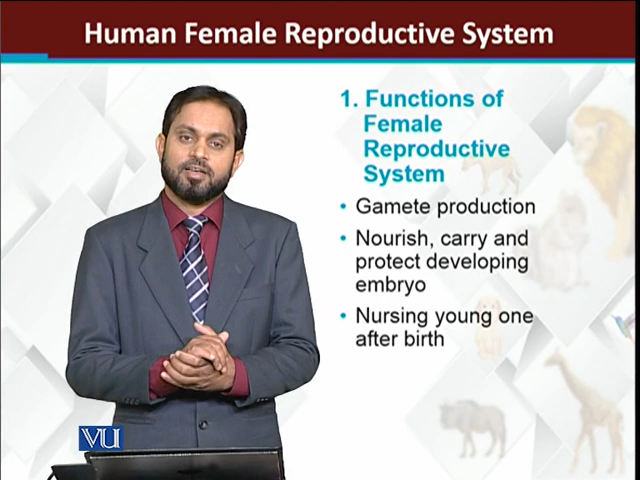 Human Female Reproductive System
1. Functions of
Female
Reproductive
System
• Gamete production
• Nourish, carry and
protect developing
embryo
• Nursing young one
after birth
VU